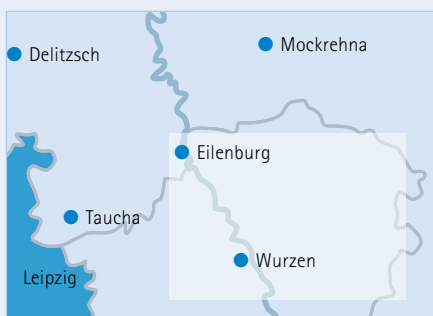 Mockrehna
Delitzsch
Eilenburg
Taucha
Wurzen
Leipzig